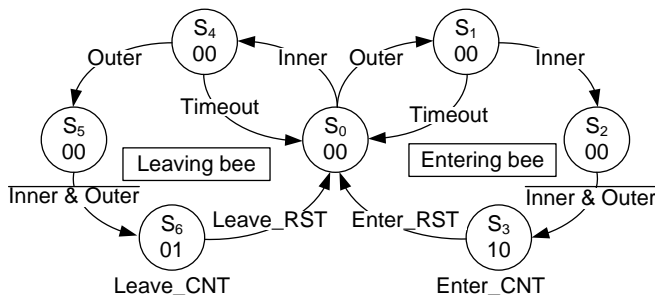 S4
00
S1
00
Outer
Inner
Outer
Inner
Timeout
Timeout
S5
00
S0
00
S2
00
Leaving bee
Entering bee
Inner & Outer
Inner & Outer
S6
01
Leave_RST
Enter_RST
S3
10
Leave_CNT
Enter_CNT